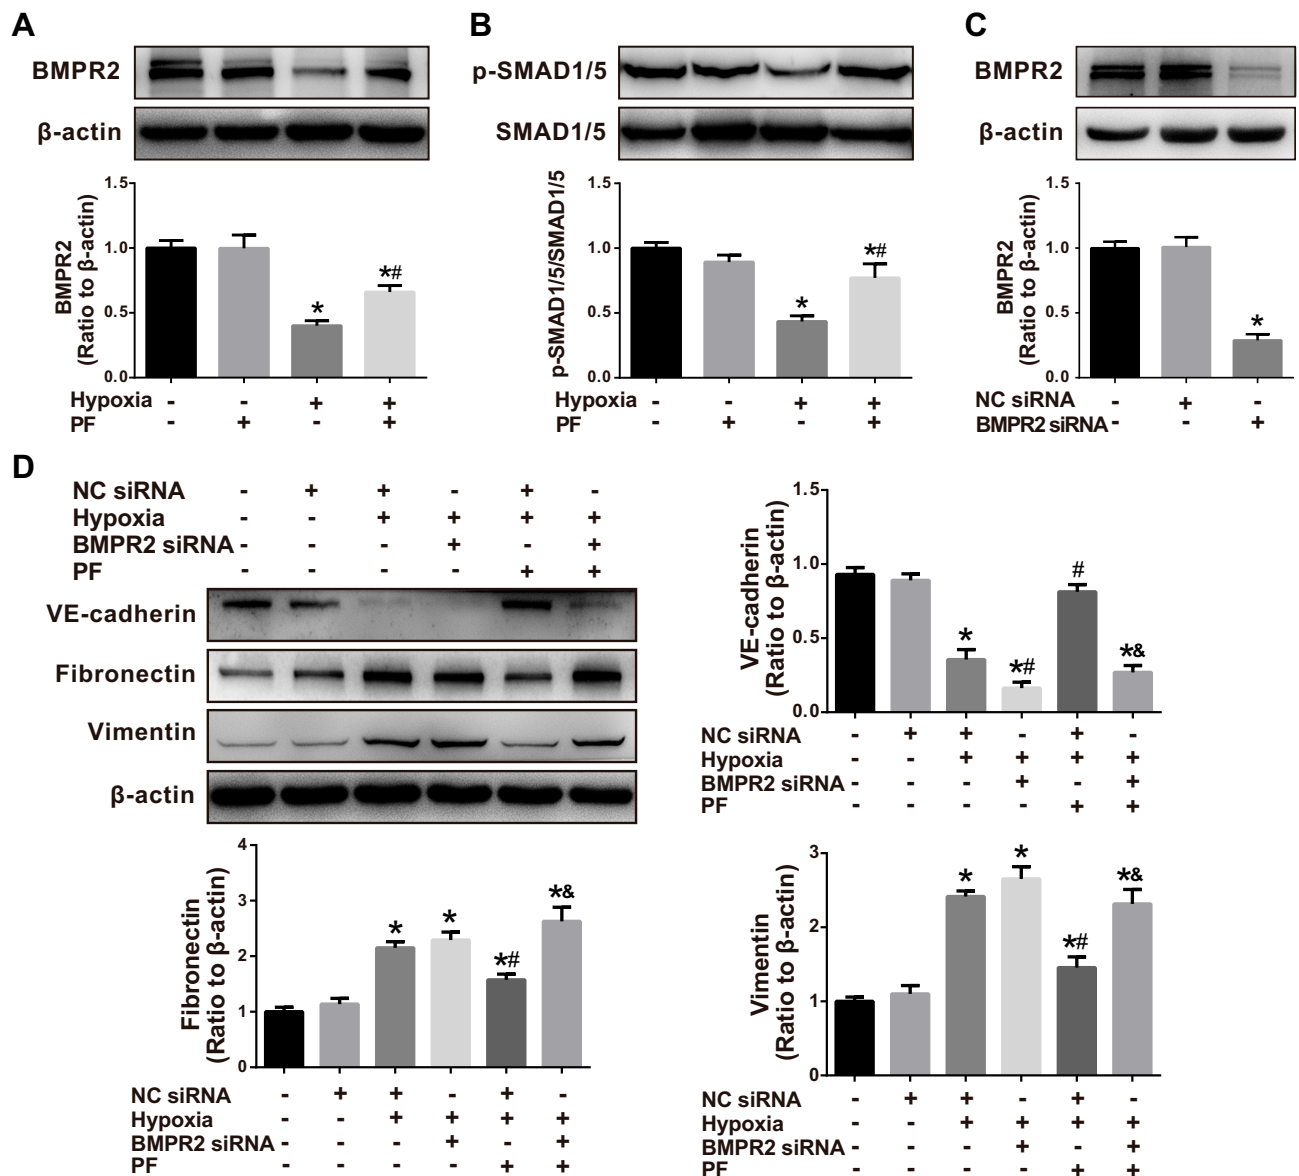 A
BMPR2
β-actin
BMPR2
(Ratio to β-actin)
1.5
1.0
0.5
0.0
*
*#
Hypoxia - - + +
PF - + - +
B
p-SMAD1/5
SMAD1/5
p-SMAD1/5/SMAD1/5
1.5
1.0
0.5
0.0
*
*#
Hypoxia - - + +
PF - + - +
C
BMPR2
β-actin
BMPR2
(Ratio to β-actin)
1.5
1.0
0.5
0.0
*
NC siRNA - + -
BMPR2 siRNA - - +
D
NC siRNA - + + - + -
Hypoxia - - + + + +
BMPR2 siRNA - - - + - +
PF - - - - + +
VE-cadherin
Fibronectin
Vimentin
β-actin
VE-cadherin
(Ratio to β-actin)
1.5
1.0
0.5
0.0
*
*#
#
*&
NC siRNA - + + - + -
Hypoxia - - + + + +
BMPR2 siRNA - - - + - +
PF - - - - + +
Fibronectin
(Ratio to β-actin)
4
3
2
1
0
*
*
*#
*&
NC siRNA - + + - + -
Hypoxia - - + + + +
BMPR2 siRNA - - - + - +
PF - - - - + +
Vimentin
(Ratio to β-actin)
3
2
1
0
*
*
*#
*&
NC siRNA - + + - + -
Hypoxia - - + + + +
BMPR2 siRNA - - - + - +
PF - - - - + +